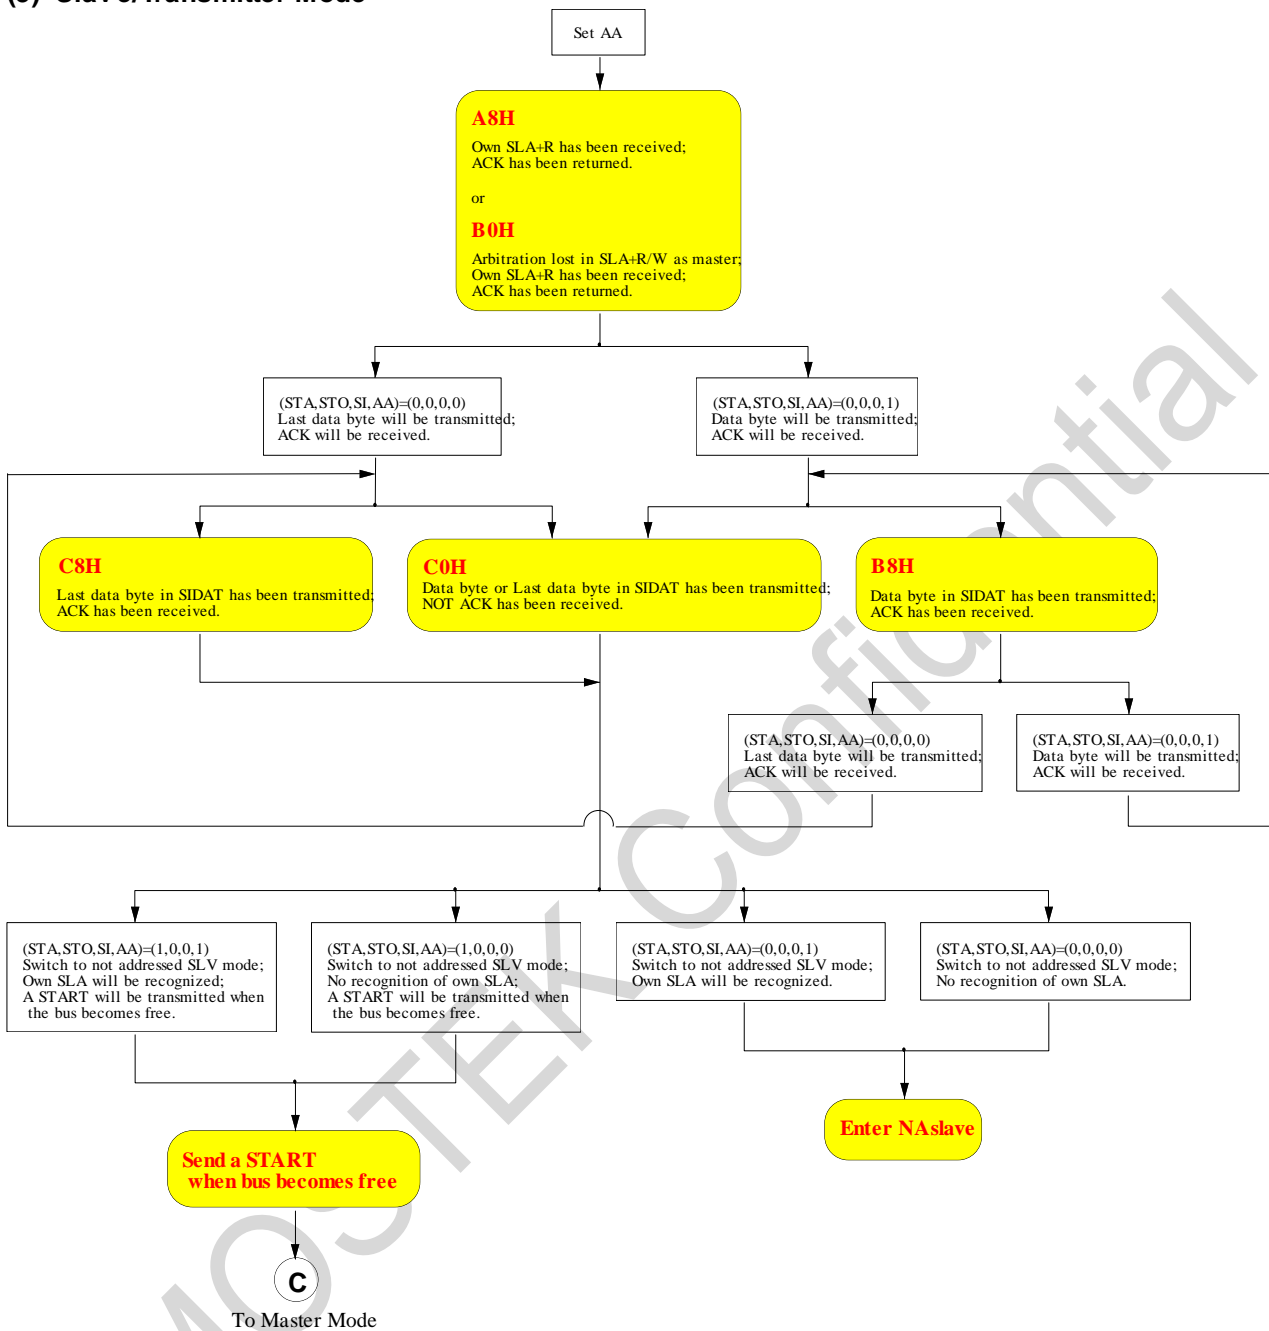 (3) Slave/Transmitter Mode
Set AA
A8H
Own SLA+R has been received;
ACK has been returned.
or
B0H
Arbitration lost in SLA+R/W as master;
Own SLA+R has been received;
ACK has been returned.
(STA,STO,SI,AA)=(0,0,0,0)
Last data byte will be transmitted;
ACK will be received.
(STA,STO,SI,AA)=(0,0,0,1)
Data byte will be transmitted;
ACK will be received.
C8H
Last data byte in SIDAT has been transmitted;
ACK has been received.
C0H
Data byte or Last data byte in SIDAT has been transmitted;
NOT ACK has been received.
B8H
Data byte in SIDAT has been transmitted;
ACK has been received.
(STA,STO,SI,AA)=(0,0,0,0)
Last data byte will be transmitted;
ACK will be received.
(STA,STO,SI,AA)=(0,0,0,1)
Data byte will be transmitted;
ACK will be received.
(STA,STO,SI,AA)=(1,0,0,1)
Switch to not addressed SLV mode;
Own SLA will be recognized;
A START will be transmitted when
the bus becomes free.
(STA,STO,SI,AA)=(1,0,0,0)
Switch to not addressed SLV mode;
No recognition of own SLA;
A START will be transmitted when
the bus becomes free.
(STA,STO,SI,AA)=(0,0,0,1)
Switch to not addressed SLV mode;
Own SLA will be recognized.
(STA,STO,SI,AA)=(0,0,0,0)
Switch to not addressed SLV mode;
No recognition of own SLA.
Send a START
when bus becomes free
Enter NAslave
C
To Master Mode
MOSTEK Confidential